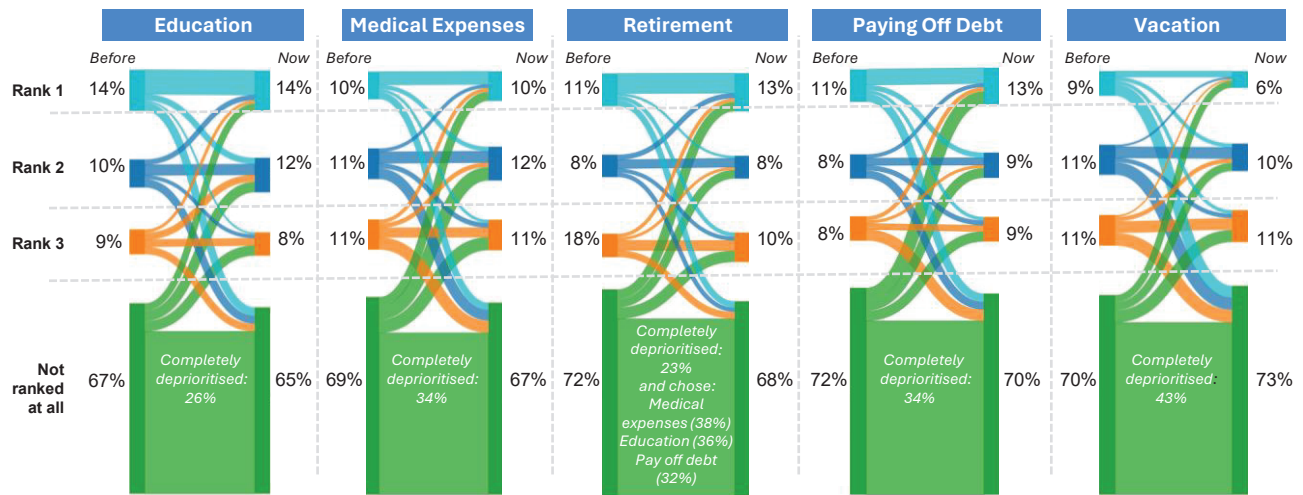 Education
Medical Expenses
Retirement
Paying Off Debt
Vacation
Before
Now
Before
Now
Before
Now
Before
Now
Before
Now
Rank 1
14%
14%
10%
10%
11%
13%
11%
13%
9%
6%
Rank 2
10%
12%
11%
12%
8%
8%
8%
9%
11%
10%
Rank 3
9%
8%
11%
11%
18%
10%
8%
9%
11%
11%
Not
ranked
at all
67%
Completely
deprioritised:
26%
65%
69%
Completely
deprioritised:
34%
67%
72%
Completely
deprioritised:
23%
and chose:
Medical
expenses (38%)
Education (36%)
Pay off debt
(32%)
68%
72%
Completely
deprioritised:
34%
70%
70%
Completely
deprioritised:
43%
73%